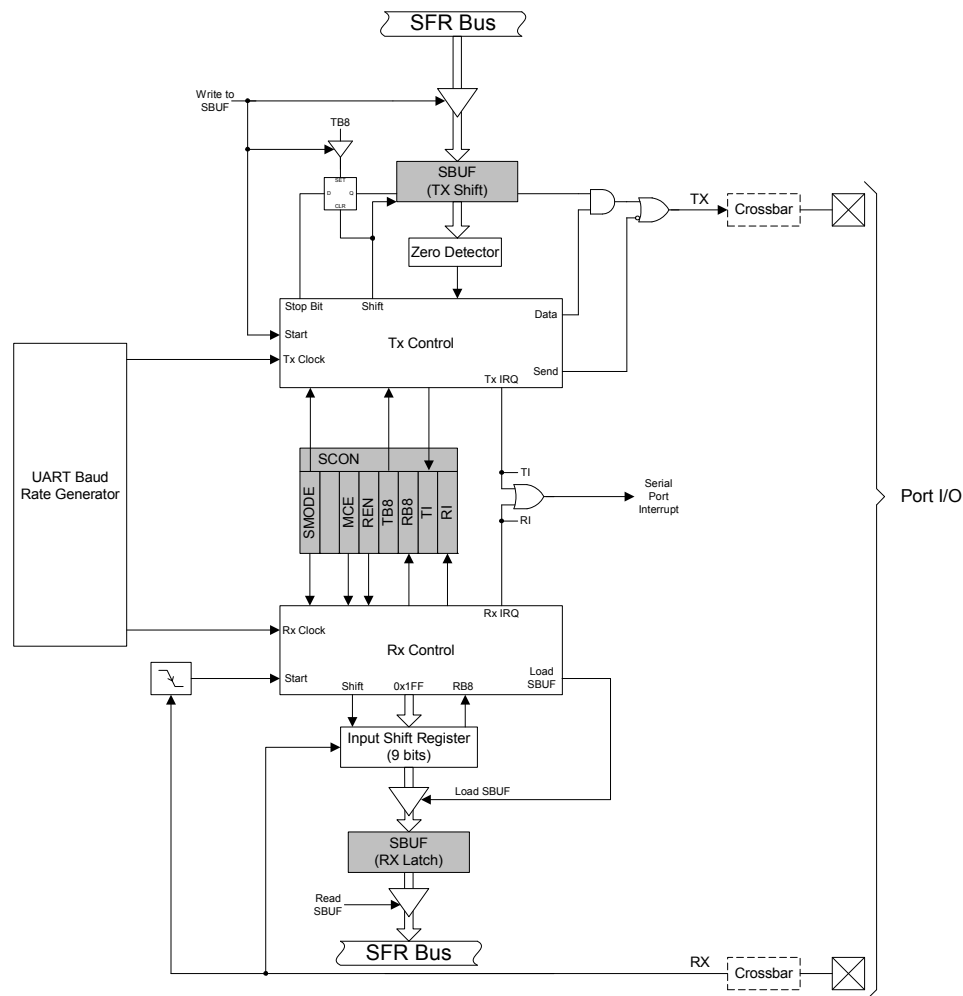 SFR Bus
Write to
SBUF
TB8
SET
D
Q
CLR
SBUF
(TX Shift)
TX
Crossbar
Zero Detector
Stop Bit
Shift
Data
Start
Tx Control
Tx Clock
Send
Tx IRQ
UART Baud
Rate Generator
SCON
SMODE
MCE
REN
TB8
RB8
TI
RI
TI
RI
Serial
Port
Interrupt
Port I/O
Rx IRQ
Rx Clock
Rx Control
Start
Load
SBUF
Shift
0x1FF
RB8
Input Shift Register
(9 bits)
Load SBUF
SBUF
(RX Latch)
Read
SBUF
SFR Bus
RX
Crossbar